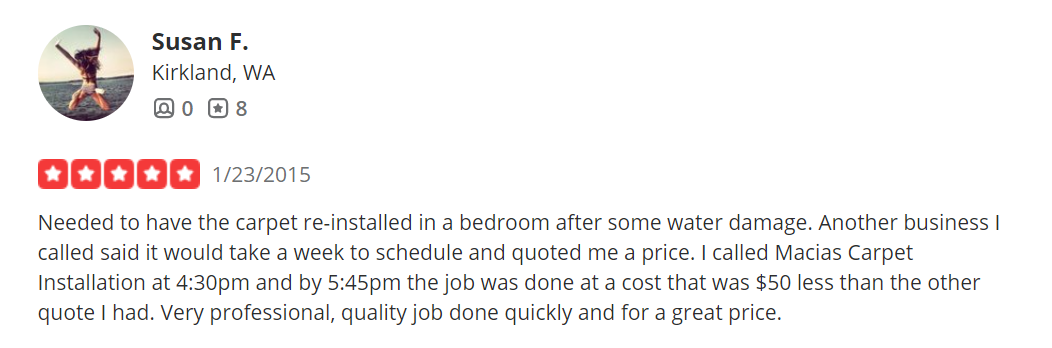 Susan F.
Kirkland, WA
0 8
1/23/2015
Needed to have the carpet re-installed in a bedroom after some water damage. Another business I
called said it would take a week to schedule and quoted me a price. I called Macias Carpet
Installation at 4:30pm and by 5:45pm the job was done at a cost that was $50 less than the other
quote I had. Very professional, quality job done quickly and for a great price.